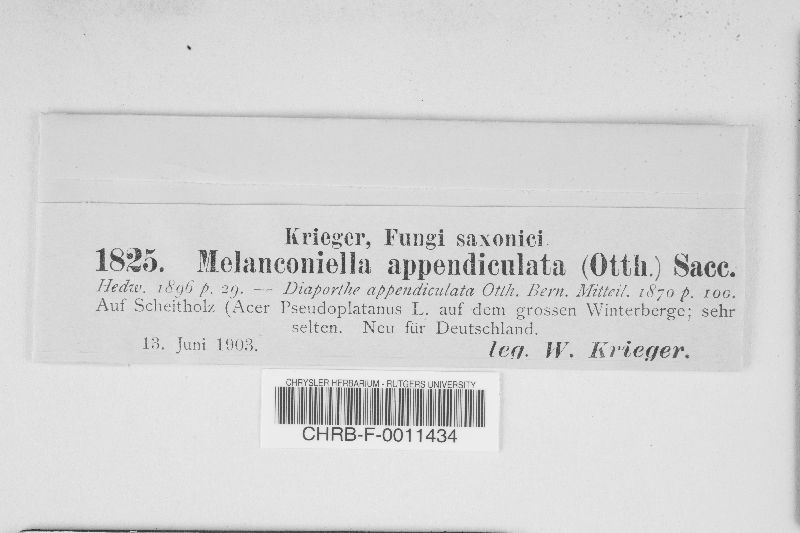 Krieger, Fungi saxonici.
1825. Melanconiella appendiculata (Otth.) Sacc.
Hedw. 1896 p. 29. — Diaporthe appendiculata Otth. Bern. Mitteil. 1870 p. 100.
Auf Scheitholz (Acer Pseudoplatanus L. auf dem grossen Winterberge; sehr
selten. Neu für Deutschland.
13. Juni 1903. leg. W. Krieger.
CHRYSLER HERBARIUM - RUTGERS UNIVERSITY
CHRB-F-0011434